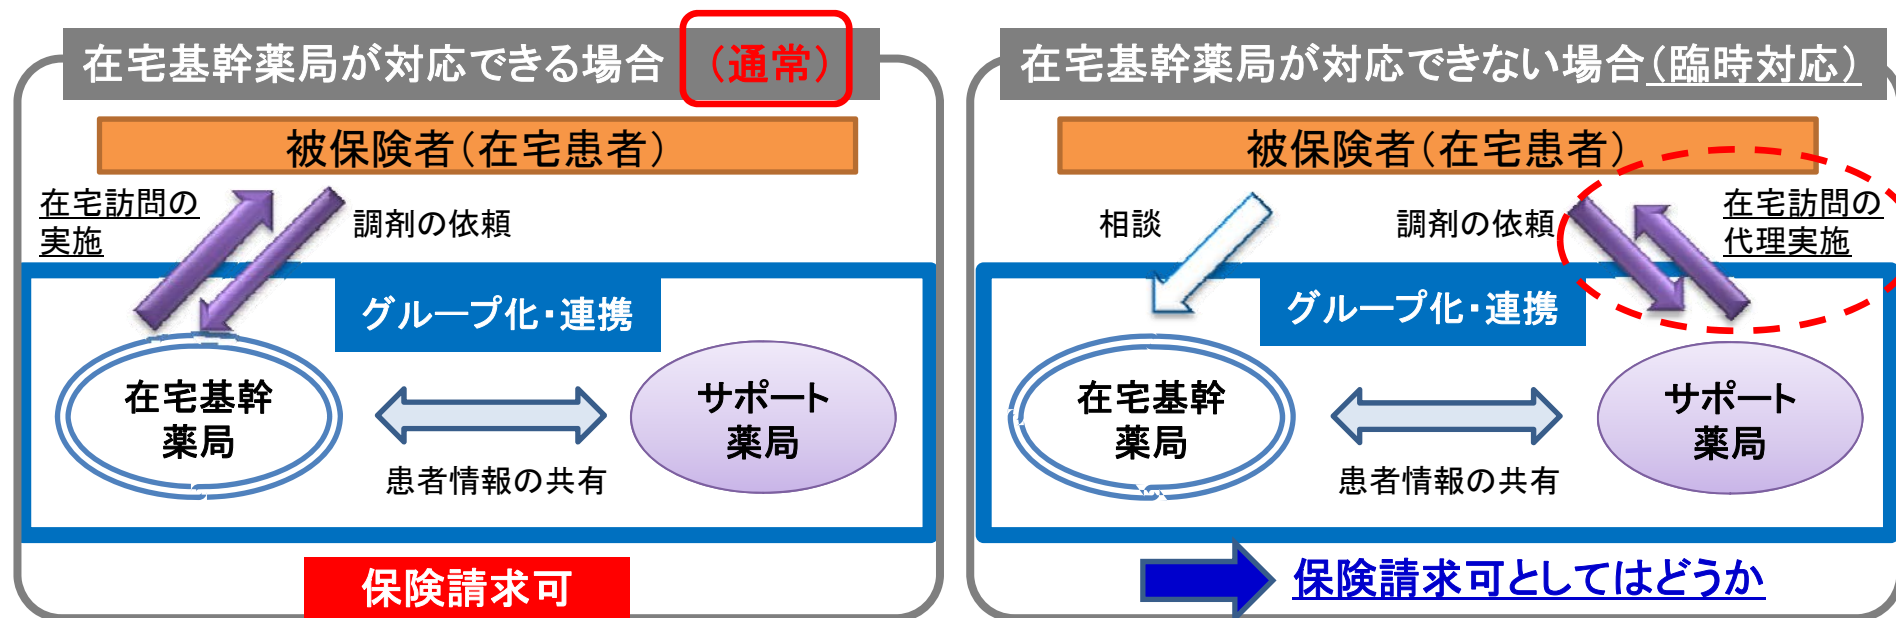 在宅基幹薬局が対応できる場合（通常）
被保険者（在宅患者）
在宅訪問の
実施
調剤の依頼
グループ化・連携
在宅基幹
薬局
サポート
薬局
患者情報の共有
保険請求可
在宅基幹薬局が対応できない場合（臨時対応）
被保険者（在宅患者）
相談
調剤の依頼
在宅訪問の
代理実施
グループ化・連携
在宅基幹
薬局
サポート
薬局
患者情報の共有
保険請求可としてはどうか